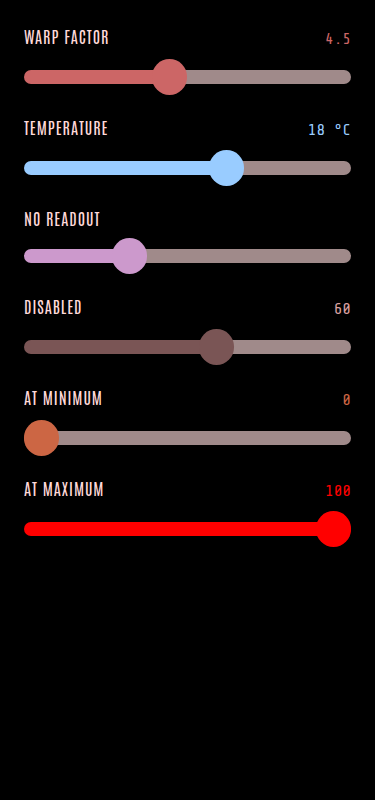 WARP FACTOR 4.5
TEMPERATURE 18 °C
NO READOUT
DISABLED 60
AT MINIMUM 0
AT MAXIMUM 100